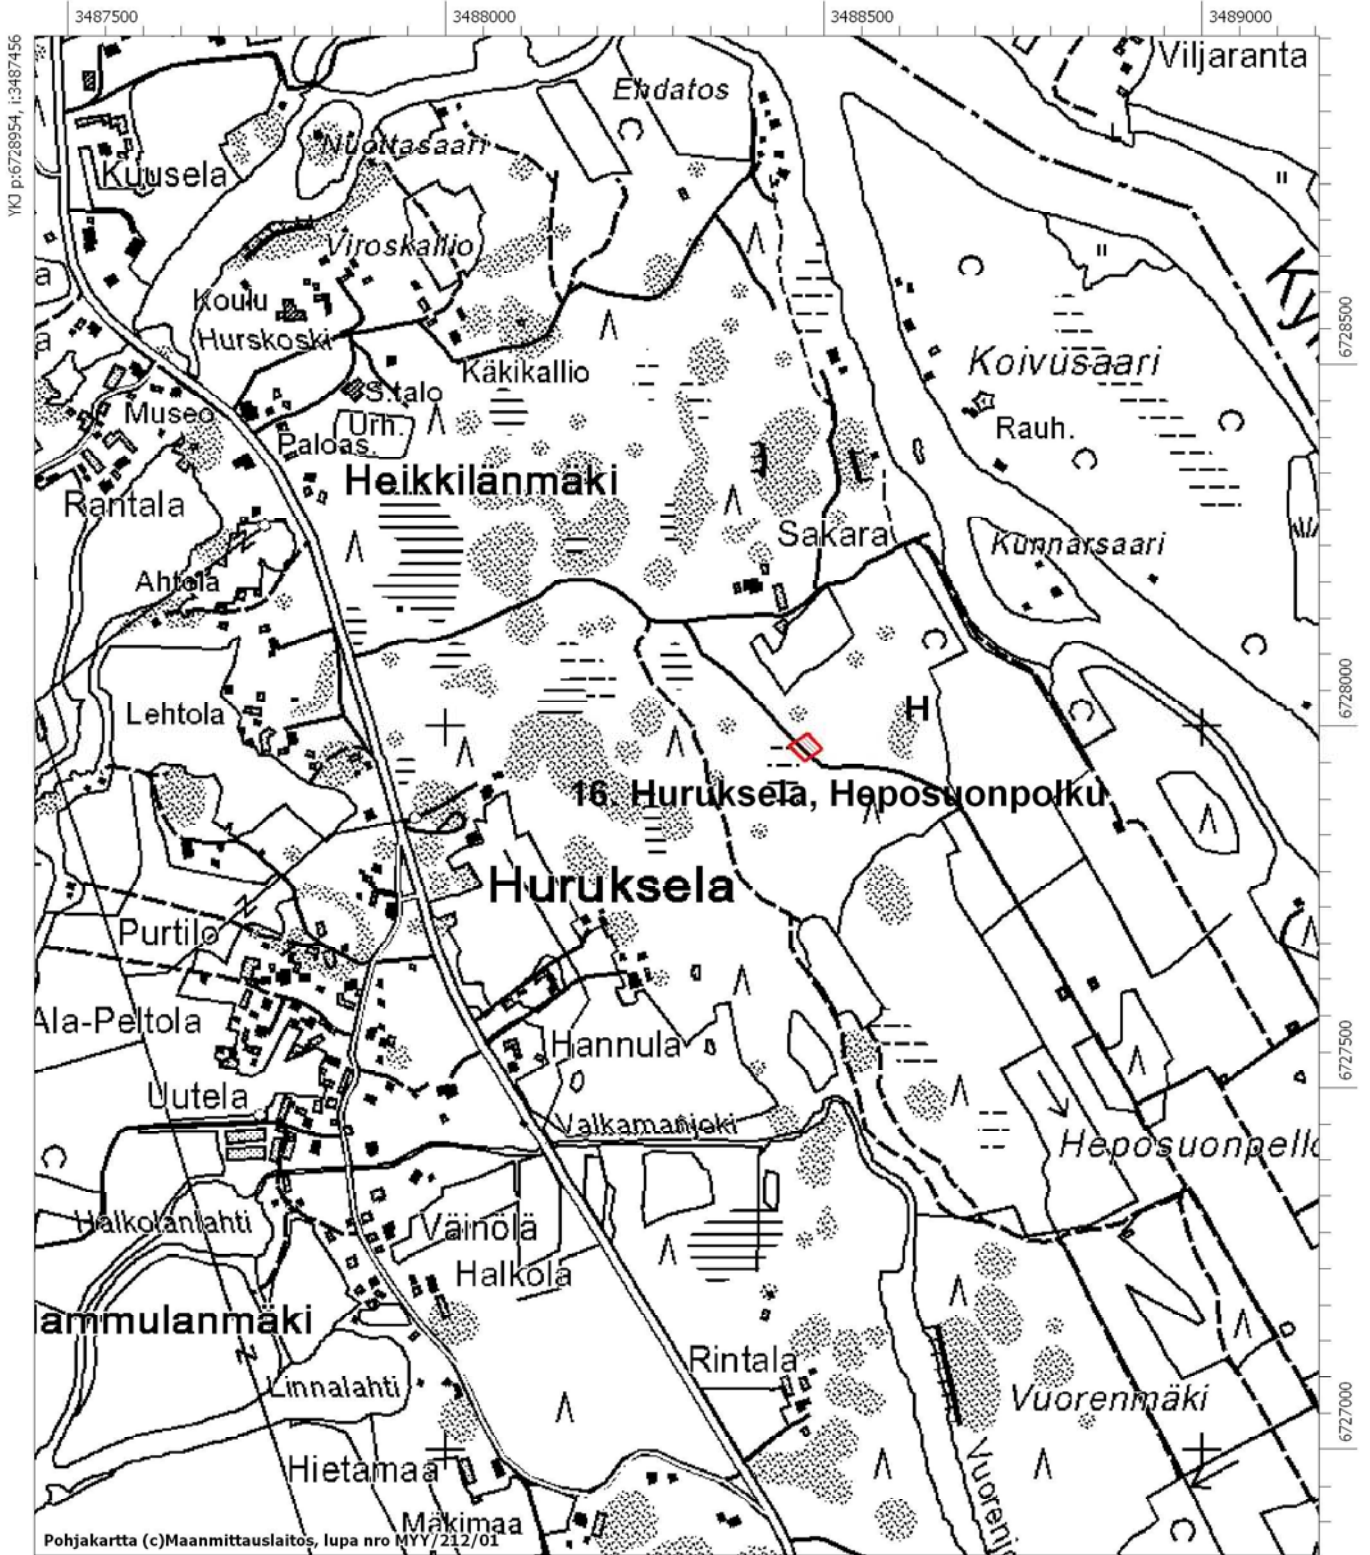 3487500
3488000
3488500
3489000
YKJ p:6728954, i:3487456
Viljaranta
Ehdatos
Nuottasaari
Kuusela
Viroskallio
Koulu
Hurskoski
6728500
Koivusaari
Käkikallio
S.talo
Museo
Urh.
Rauh.
Paloas.
Heikkilänmäki
Rantala
Sakara
Kunnarsaari
Ahtola
6728000
H
Lehtola
16. Huruksela, Heposuonpolku
Huruksela
Purtilo
Ala-Peltola
Hannula
6727500
Uutela
Valkamanjoki
Heposuonpello
Halkolanlahti
Väinölä
Halkola
ammulanmäki
Rintala
Linnalahti
Vuorenmäki
6727000
Hietamaa
Vuorenj
Mäkimaa
Pohjakartta (c)Maanmittauslaitos, lupa nro MYY/212/01